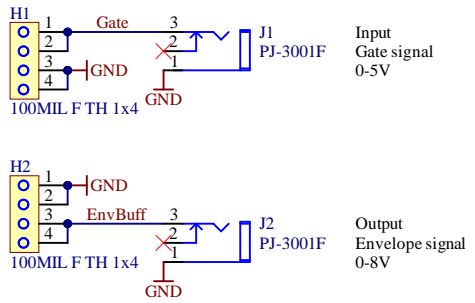 H1
1
2
3
4
Gate
GND
100MIL F TH 1x4
3
2
1
GND
J1
PJ-3001F
Input
Gate signal
0-5V
H2
1
2
3
4
GND
EnvBuff
100MIL F TH 1x4
3
2
1
GND
J2
PJ-3001F
Output
Envelope signal
0-8V